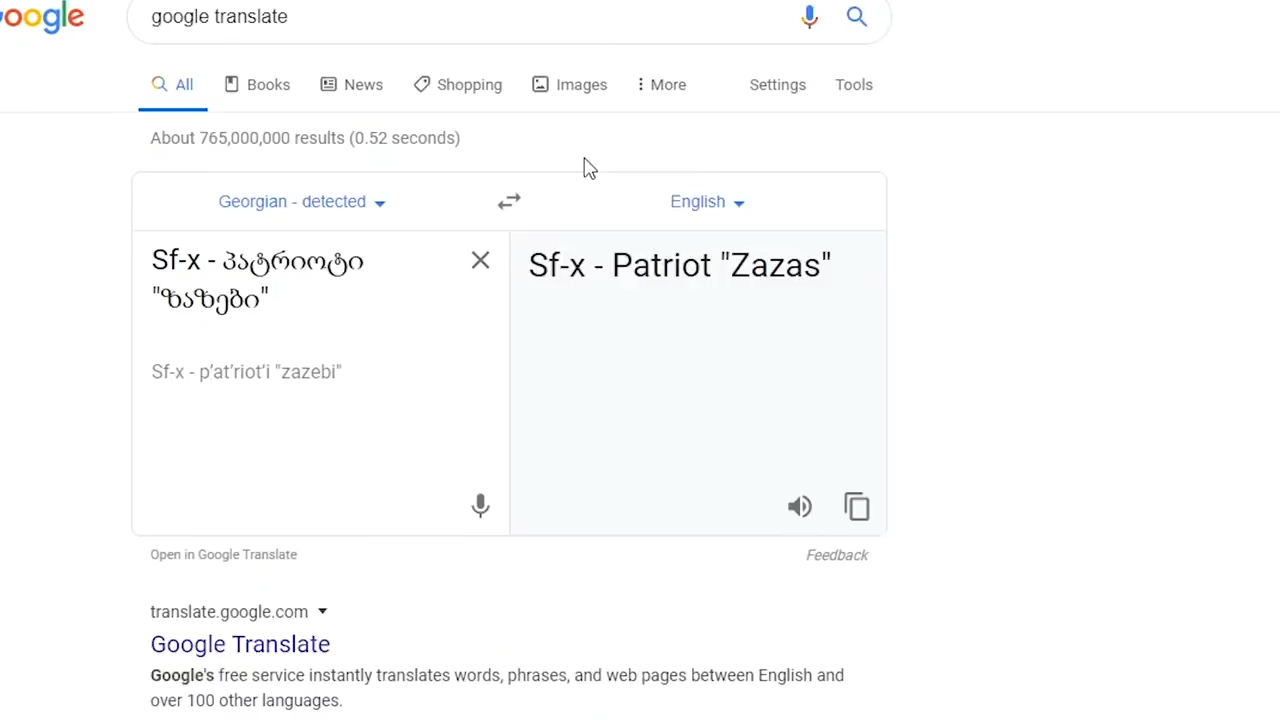 oogle
google translate
All Books News Shopping Images More Settings Tools
About 765,000,000 results (0.52 seconds)
Georgian - detected English
Sf-x - პატრიოტი
"ზაზები"
Sf-x - p’at’riot’i "zazebi"
Sf-x - Patriot "Zazas"
Open in Google Translate Feedback
translate.google.com
Google Translate
Google's free service instantly translates words, phrases, and web pages between English and
over 100 other languages.